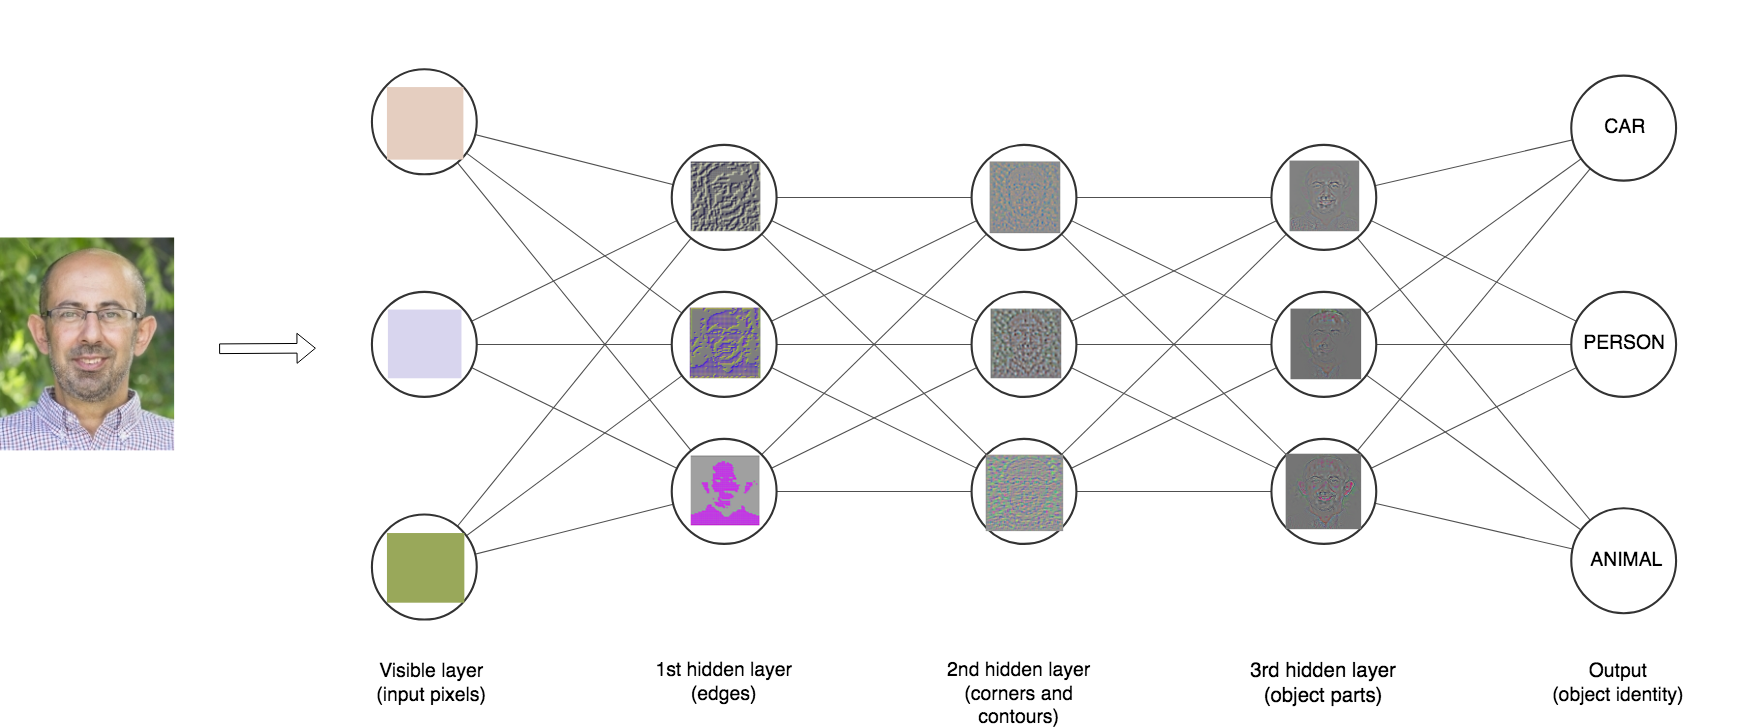 CAR
PERSON
ANIMAL
Visible layer
(input pixels)
1st hidden layer
(edges)
2nd hidden layer
(corners and
contours)
3rd hidden layer
(object parts)
Output
(object identity)